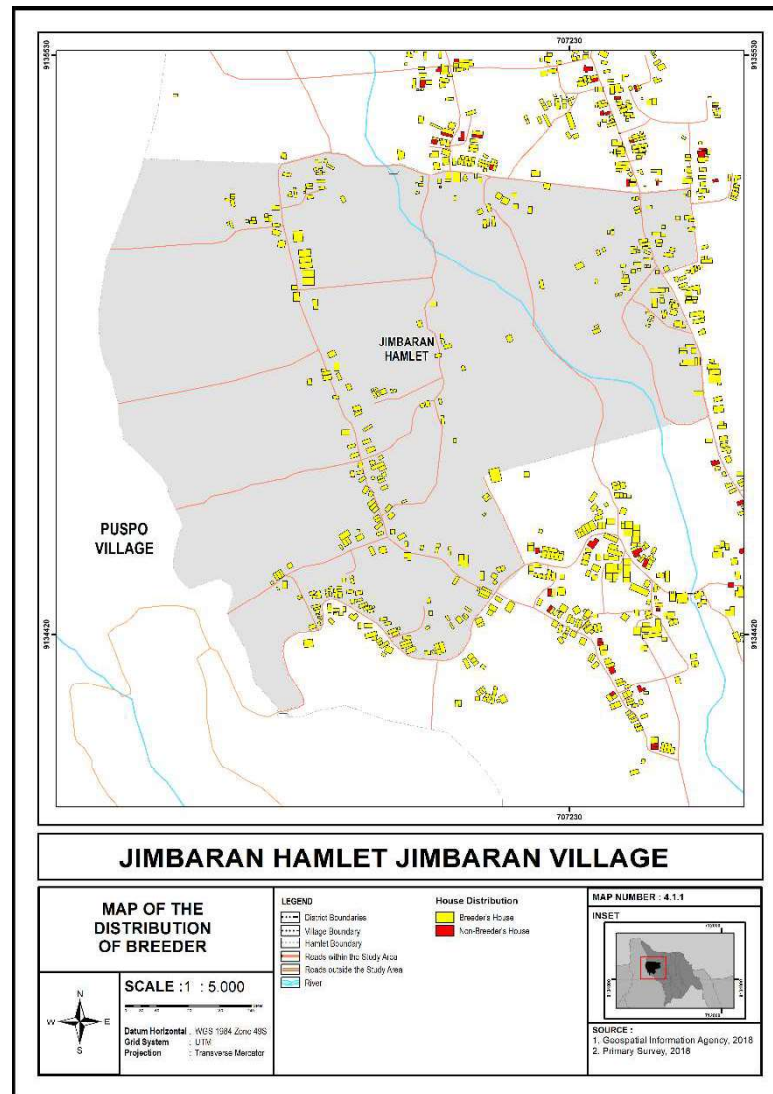 707230
9135530
9135530
JIMBARAN
HAMLET
PUSPO
VILLAGE
9134420
9134420
707230
JIMBARAN HAMLET JIMBARAN VILLAGE
MAP OF THE
DISTRIBUTION
OF BREEDER
N
W
E
S
SCALE :1 : 5.000
Datum Horizontal : WGS 1984 Zone 49S
Grid System : UTM
Projection : Transverse Mercator
LEGEND
District Boundaries
Village Boundary
Hamlet Boundary
Roads within the Study Area
Roads outside the Study Area
River
House Distribution
Breeder's House
Non-Breeder's House
MAP NUMBER : 4.1.1
INSET
SOURCE :
1. Geospatial Information Agency, 2018
2. Primary Survey, 2018